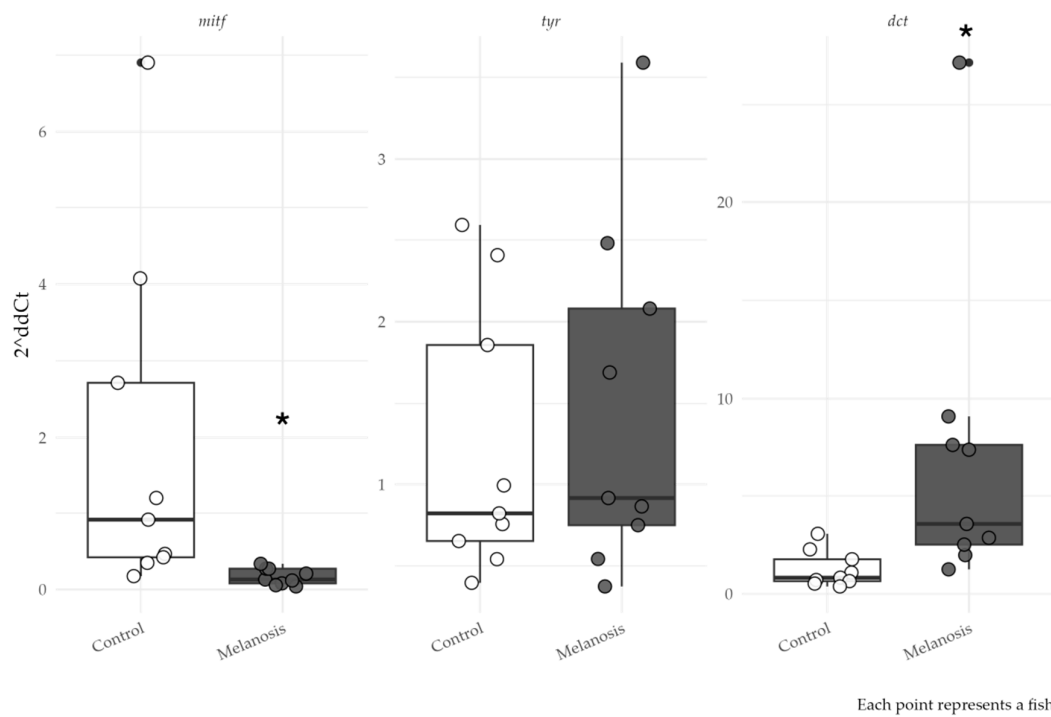 mitf
tyr
dct
*
*
2^ddCt
6
4
2
0
3
2
1
20
10
0
Control
Melanosis
Control
Melanosis
Control
Melanosis
Each point represents a fish